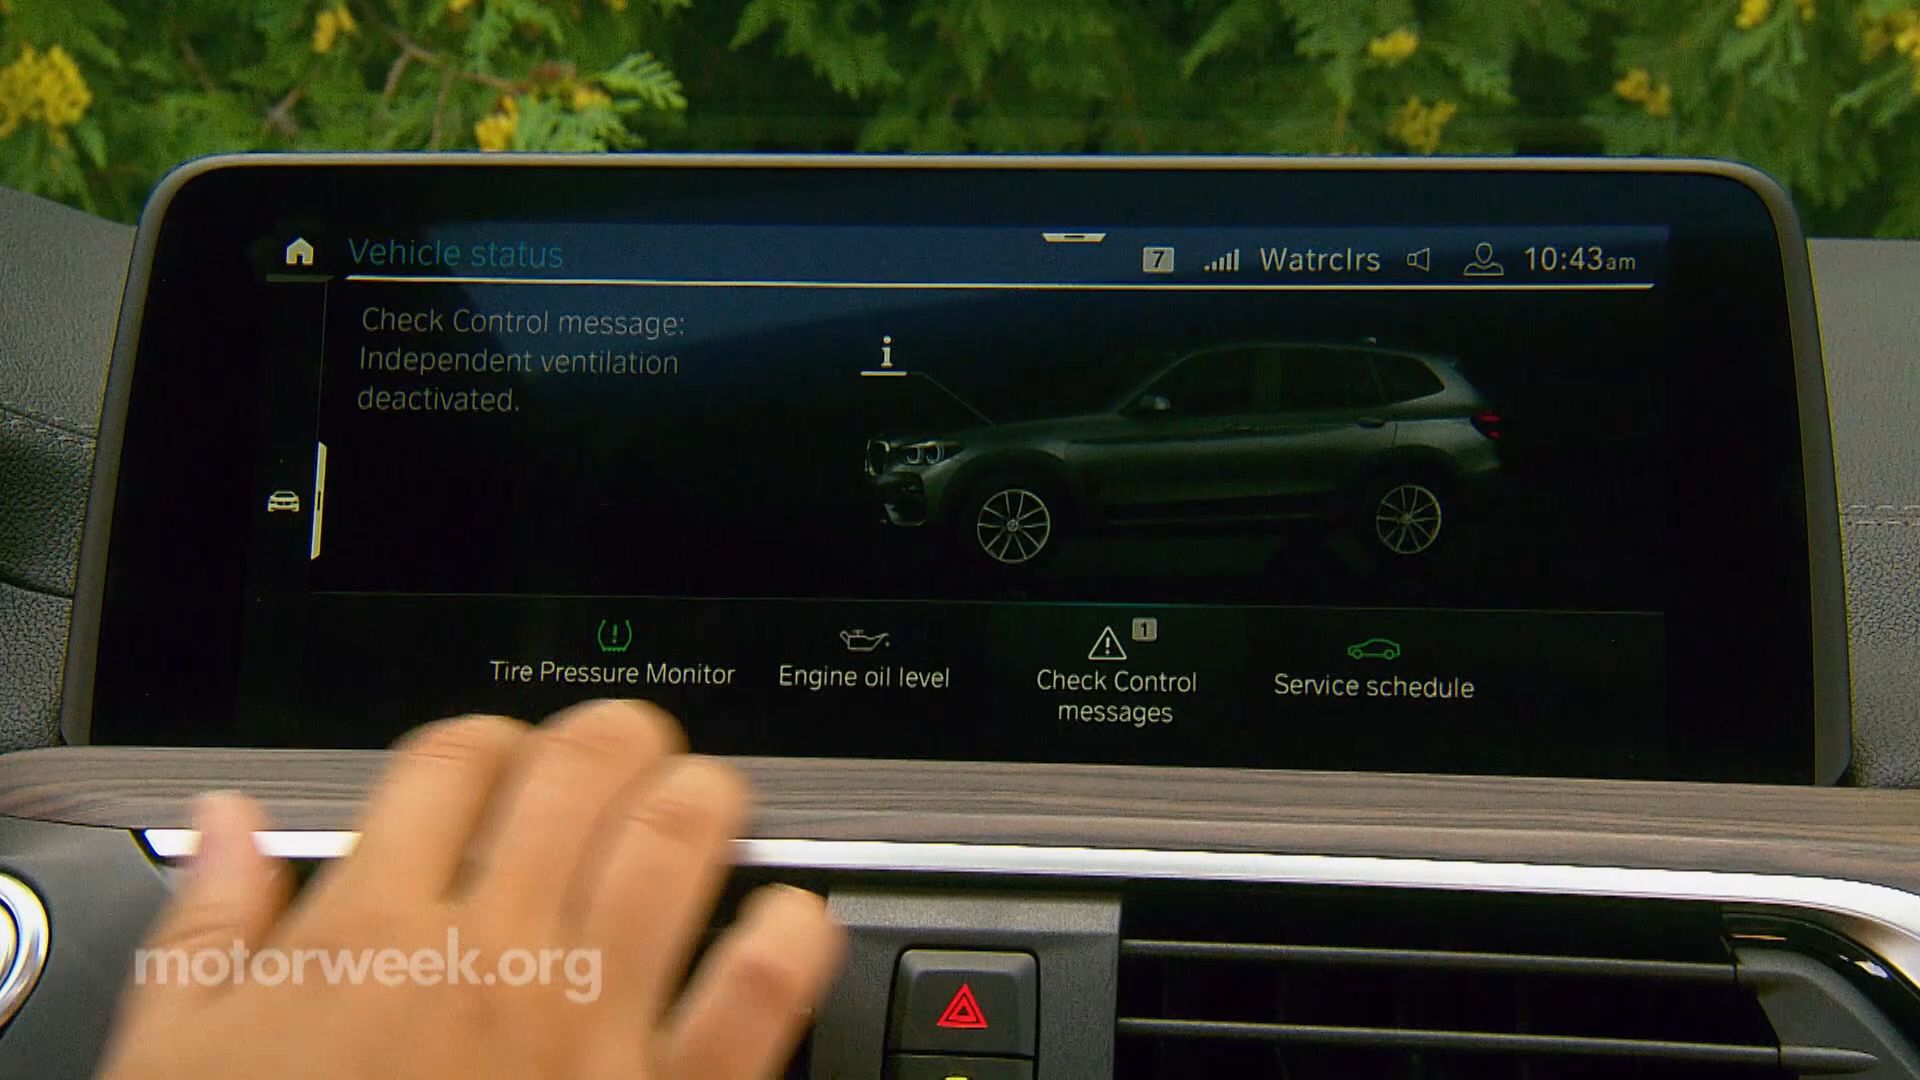 Vehicle status
7 Watrclrs 10:43am
Check Control message:
Independent ventilation
deactivated.
i
1
Tire Pressure Monitor
Engine oil level
Check Control
messages
Service schedule
motorweek.org